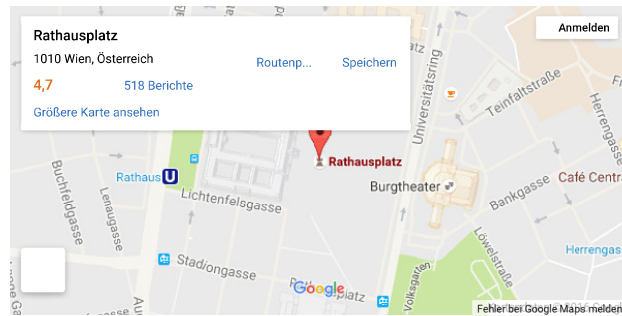 Rathausplatz
1010 Wien, Österreich
Routenp...
Speichern
4,7
518 Berichte
Größere Karte ansehen
Anmelden
Universitätsring
Teinfaltstraße
Herrengasse
Rathausplatz
Rathaus U
Burgtheater
Café Centr
Bankgasse
Lichtenfelsgasse
Buchfeldgasse
Lenaugasse
Löwelstraße
Herrengas
Stadiongasse
Volksgarten
Google
Fehler bei Google Maps melden